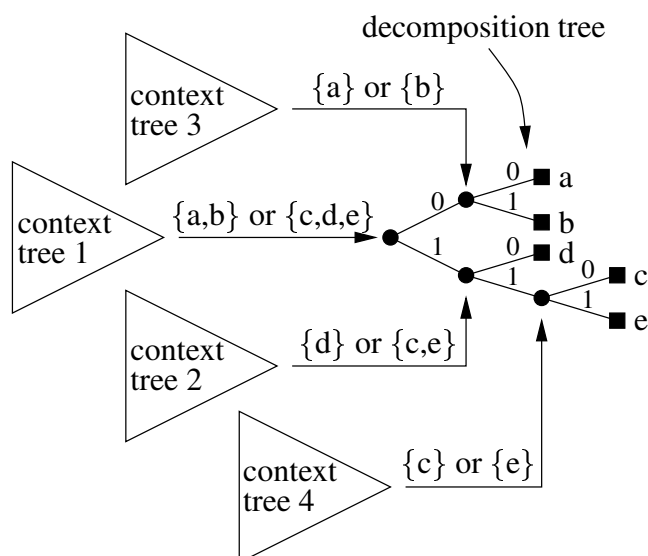 decomposition tree
context
tree 3
{a} or {b}
0
a
1
b
0
context
tree 1
{a,b} or {c,d,e}
1
0
d
1
0
c
1
e
context
tree 2
{d} or {c,e}
context
tree 4
{c} or {e}